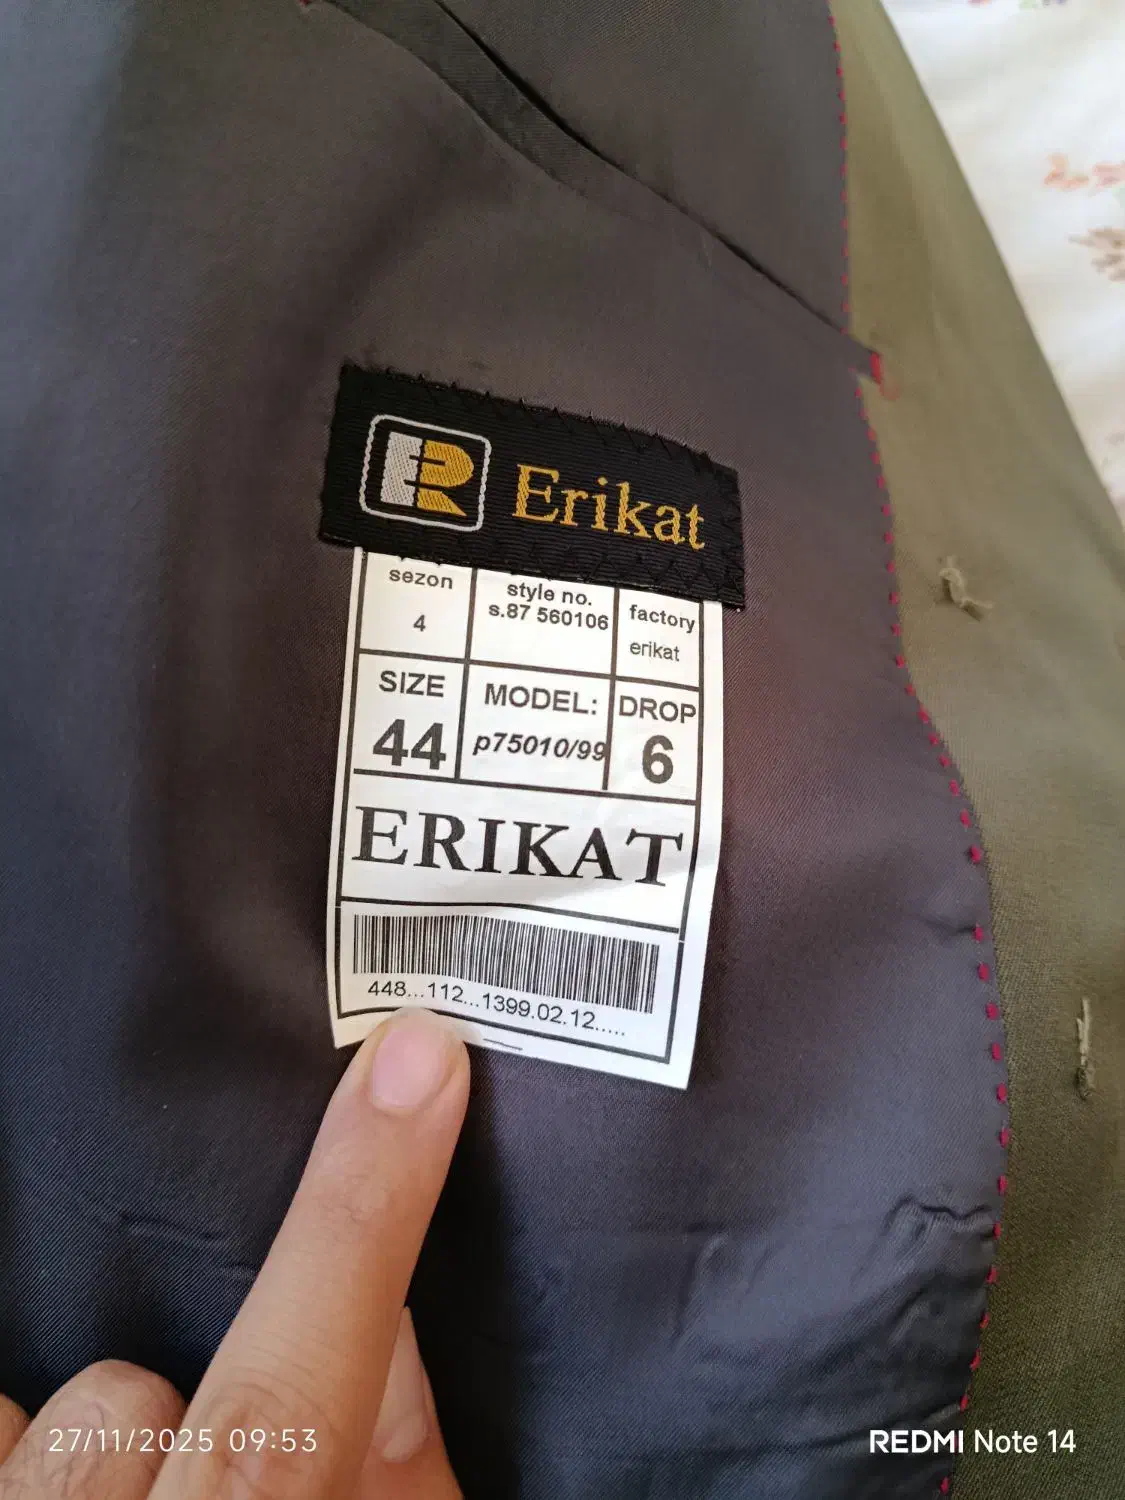 Erikat
sezon
4
style no.
s.87 560106
factory
erikat
SIZE
44
MODEL:
p75010/99
DROP
6
ERIKAT
448...112...1399.02.12.....
27/11/2025 09:53
REDMI Note 14